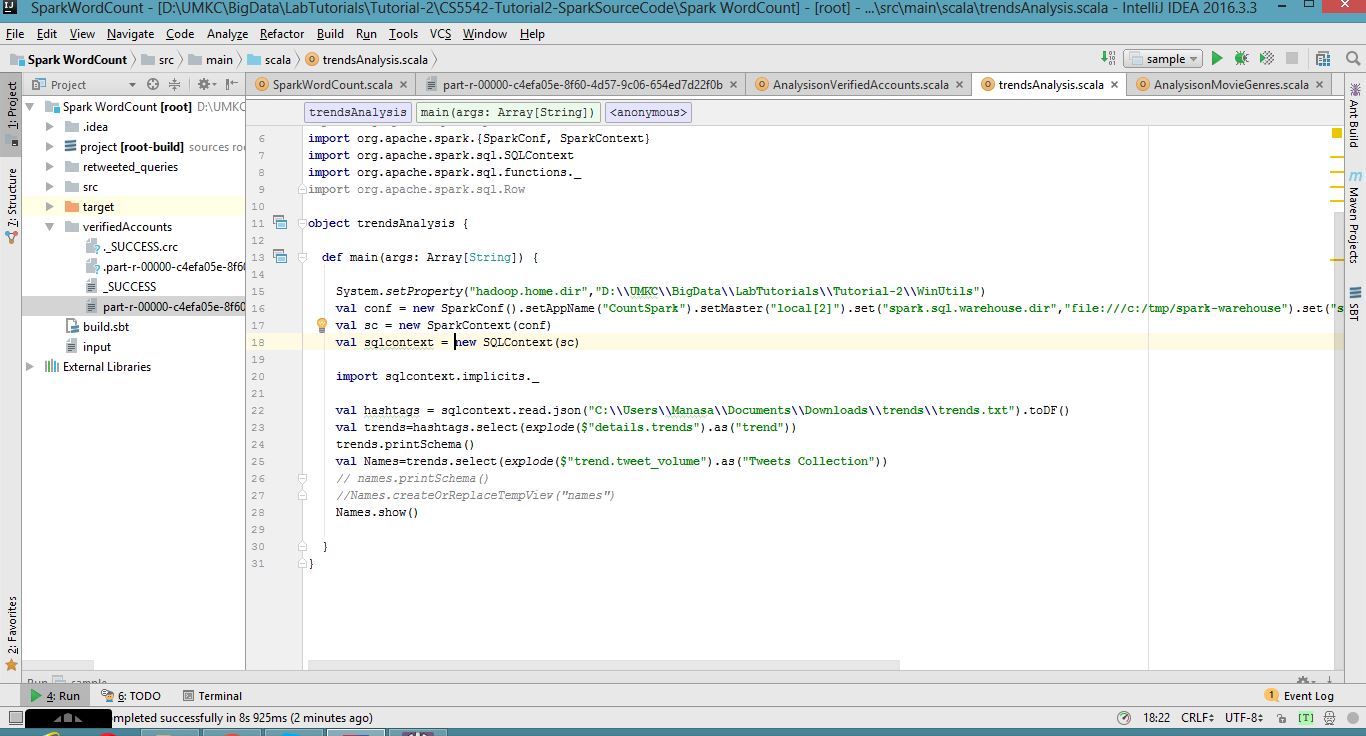 SparkWordCount - [D:\UMKC\BigData\LabTutorials\Tutorial-2\CS5542-Tutorial2-SparkSourceCode\Spark WordCount] - [root] - ...\src\main\scala\trendsAnalysis.scala - IntelliJ IDEA 2016.3.3
File Edit View Navigate Code Analyze Refactor Build Run Tools VCS Window Help
Spark WordCount src main scala trendsAnalysis.scala
sample
Project
SparkWordCount.scala
part-r-00000-c4efa05e-8f60-4d57-9c06-654ed7d22f0b
AnalysisonVerifiedAccounts.scala
trendsAnalysis.scala
AnalysisonMovieGenres.scala
1: Project
7: Structure
2: Favorites
Spark WordCount [root] D:\UMKC
.idea
project [root-build] sources roo
retweeted_queries
src
target
verifiedAccounts
._SUCCESS.crc
.part-r-00000-c4efa05e-8f60
_SUCCESS
part-r-00000-c4efa05e-8f60
build.sbt
input
External Libraries
trendsAnalysis main(args: Array[String]) <anonymous>
6 import org.apache.spark.{SparkConf, SparkContext}
7 import org.apache.spark.sql.SQLContext
8 import org.apache.spark.sql.functions._
9 import org.apache.spark.sql.Row
10
11 object trendsAnalysis {
12
13 def main(args: Array[String]) {
14
15 System.setProperty("hadoop.home.dir","D:\\UMKC\\BigData\\LabTutorials\\Tutorial-2\\WinUtils")
16 val conf = new SparkConf().setAppName("CountSpark").setMaster("local[2]").set("spark.sql.warehouse.dir","file:///c:/tmp/spark-warehouse").set("s
17 val sc = new SparkContext(conf)
18 val sqlcontext = new SQLContext(sc)
19
20 import sqlcontext.implicits._
21
22 val hashtags = sqlcontext.read.json("C:\\Users\\Manasa\\Documents\\Downloads\\trends\\trends.txt").toDF()
23 val trends=hashtags.select(explode($"details.trends").as("trend"))
24 trends.printSchema()
25 val Names=trends.select(explode($"trend.tweet_volume").as("Tweets Collection"))
26 // names.printSchema()
27 //Names.createOrReplaceTempView("names")
28 Names.show()
29
30 }
31 }
Ant Build
m
Maven Projects
SBT
Run sample
4: Run 6: TODO Terminal
1 Event Log
ompleted successfully in 8s 925ms (2 minutes ago)
18:22 CRLF UTF-8 [T]